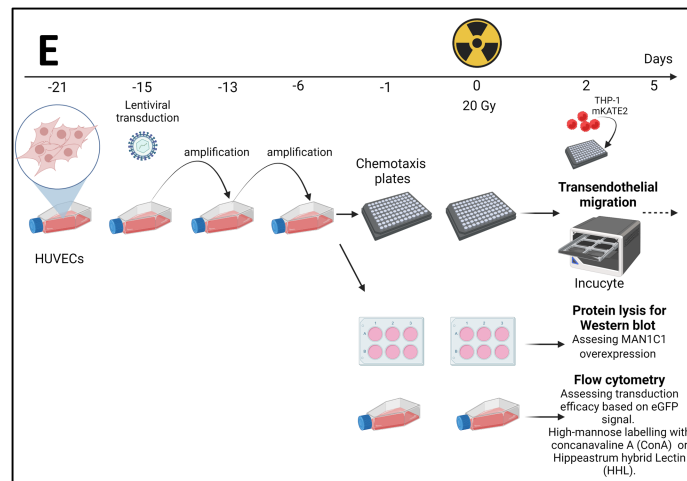 E
Days
-21
-15
-13
-6
-1
0
2
5
20 Gy
Lentiviral
transduction
THP-1
mKATE2
amplification
amplification
Chemotaxis
plates
Transendothelial
migration
HUVECs
Incucyte
Protein lysis for
Western blot
Assesing MAN1C1
overexpression
Flow cytometry
Assessing transduction
efficacy based on eGFP
signal.
High-mannose labelling with
concanavaline A (ConA) or
Hippeastrum hybrid Lectin
(HHL).